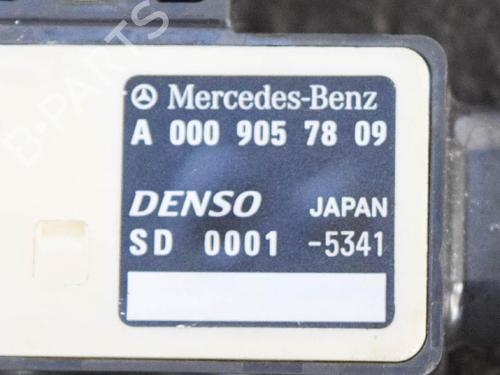 Mercedes-Benz
A 000 905 78 09
DENSO JAPAN
SD 0001 -5341
B-PARTS